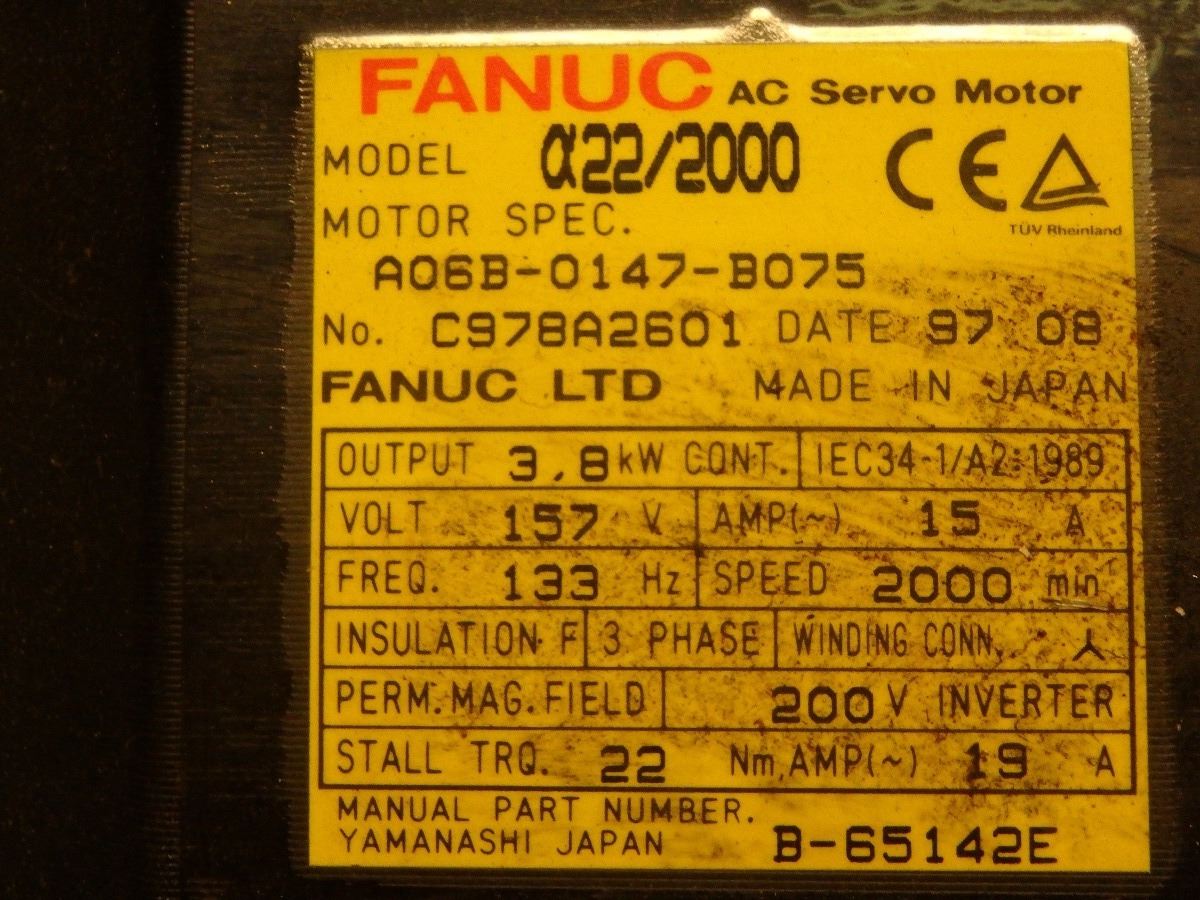 FANUC AC Servo Motor
MODEL α22/2000 CE
TÜV Rheinland
MOTOR SPEC.
A06B-0147-B075
No. C978A2601 DATE 97 08
FANUC LTD MADE IN JAPAN
OUTPUT 3.8 kW CONT. IEC34-1/A2:1989
VOLT 157 V AMP(~) 15 A
FREQ. 133 Hz SPEED 2000 min
INSULATION F 3 PHASE WINDING CONN.
PERM.MAG.FIELD 200 V INVERTER
STALL TRQ. 22 Nm,AMP(~) 19 A
MANUAL PART NUMBER.
YAMANASHI JAPAN B-65142E